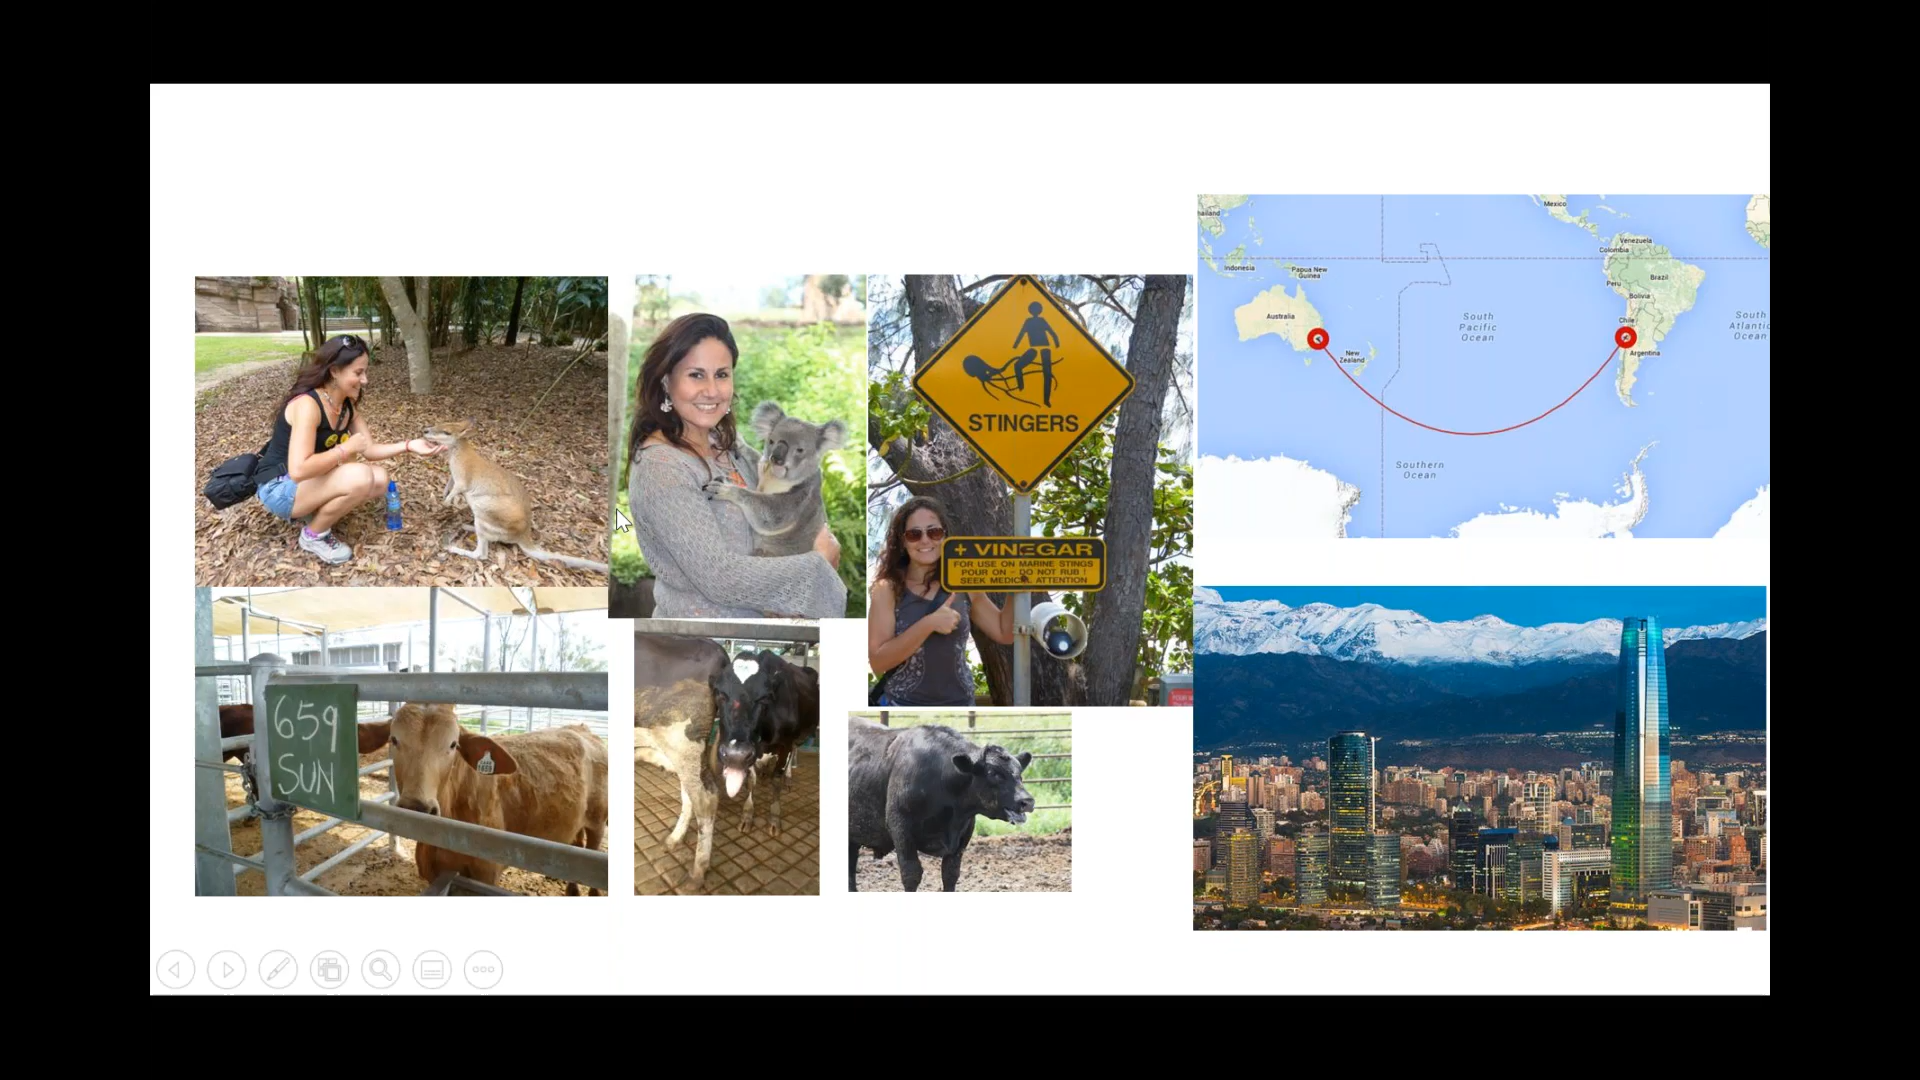 STINGERS
+ VINEGAR
FOR USE ON MARINE STINGS
POUR ON - DO NOT RUB !
SEEK MEDICAL ATTENTION
659
SUN
Mexico
Venezuela
Colombia
Indonesia
Papua New
Guinea
Brazil
Peru
Bolivia
Australia
South
Pacific
Ocean
South
Atlantic
Ocean
Chile
New
Zealand
Argentina
Southern
Ocean